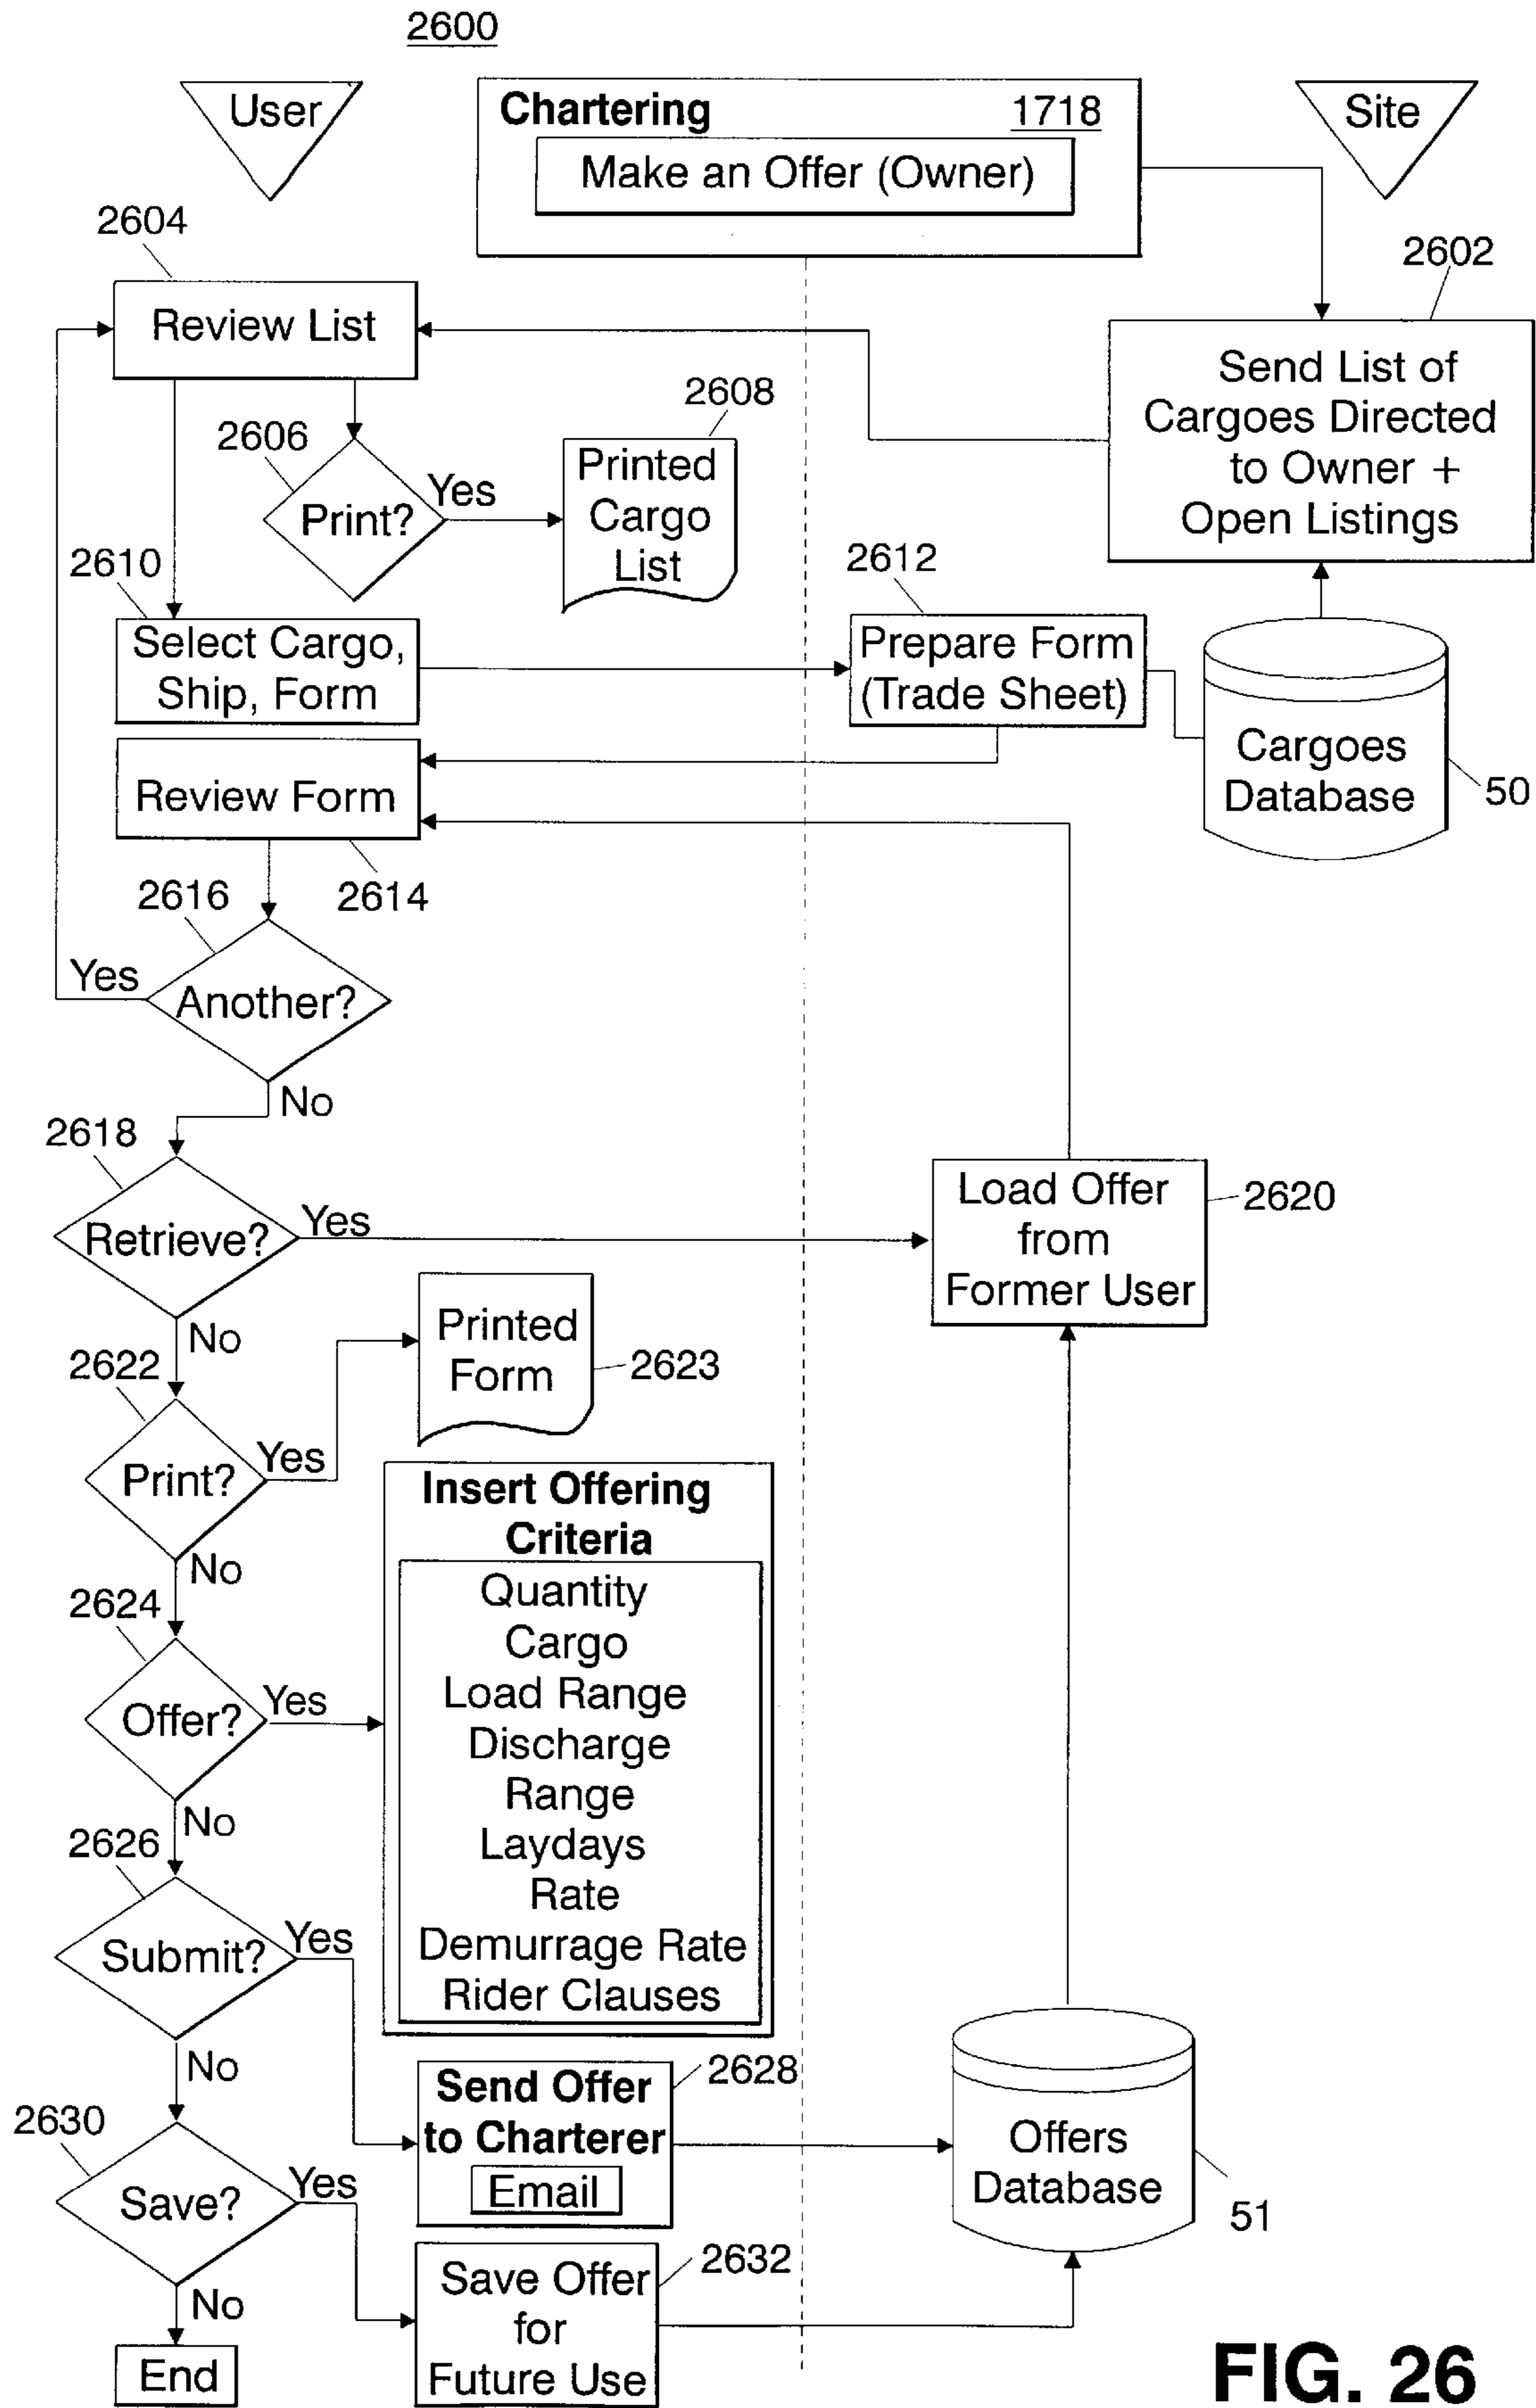 2600
User
Chartering 1718
Make an Offer (Owner)
Site
2604
2602
Review List
Send List of
Cargoes Directed
to Owner +
Open Listings
2606
2608
Print?
Yes
Printed
Cargo
List
2610
2612
Select Cargo,
Ship, Form
Prepare Form
(Trade Sheet)
Cargoes
Database
50
Review Form
2614
2616
Yes
Another?
No
2618
Retrieve?
Yes
Load Offer
from
Former User
2620
No
2622
Printed
Form
2623
Print?
Yes
No
Insert Offering
Criteria
Quantity
Cargo
Load Range
Discharge
Range
Laydays
Rate
Demurrage Rate
Rider Clauses
2624
Offer?
Yes
No
2626
Submit?
Yes
No
2628
Send Offer
to Charterer
Email
Offers
Database
51
2630
Save?
Yes
No
2632
Save Offer
for
Future Use
End
FIG. 26